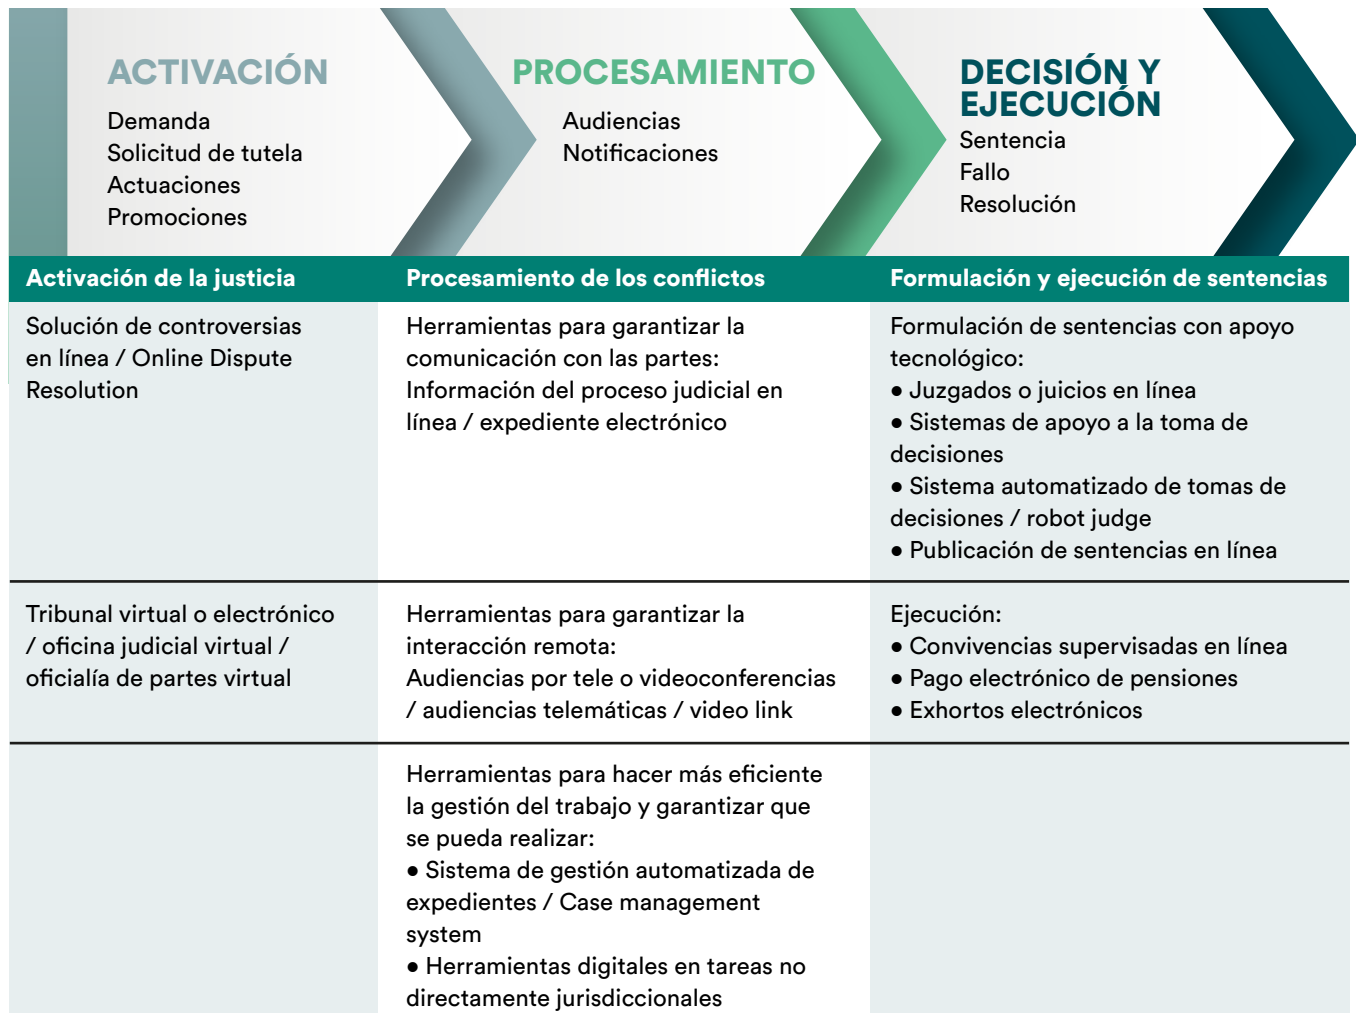 ACTIVACIÓN
Demanda
Solicitud de tutela
Actuaciones
Promociones
PROCESAMIENTO
Audiencias
Notificaciones
DECISIÓN Y
EJECUCIÓN
Sentencia
Fallo
Resolución
Activación de la justicia
Procesamiento de los conflictos
Formulación y ejecución de sentencias
Solución de controversias
en línea / Online Dispute
Resolution
Herramientas para garantizar la
comunicación con las partes:
Información del proceso judicial en
línea / expediente electrónico
Formulación de sentencias con apoyo
tecnológico:
● Juzgados o juicios en línea
● Sistemas de apoyo a la toma de
decisiones
● Sistema automatizado de tomas de
decisiones / robot judge
● Publicación de sentencias en línea
Tribunal virtual o electrónico
/ oficina judicial virtual /
oficialía de partes virtual
Herramientas para garantizar la
interacción remota:
Audiencias por tele o videoconferencias
/ audiencias telemáticas / video link
Ejecución:
● Convivencias supervisadas en línea
● Pago electrónico de pensiones
● Exhortos electrónicos
Herramientas para hacer más eficiente
la gestión del trabajo y garantizar que
se pueda realizar:
● Sistema de gestión automatizada de
expedientes / Case management
system
● Herramientas digitales en tareas no
directamente jurisdiccionales